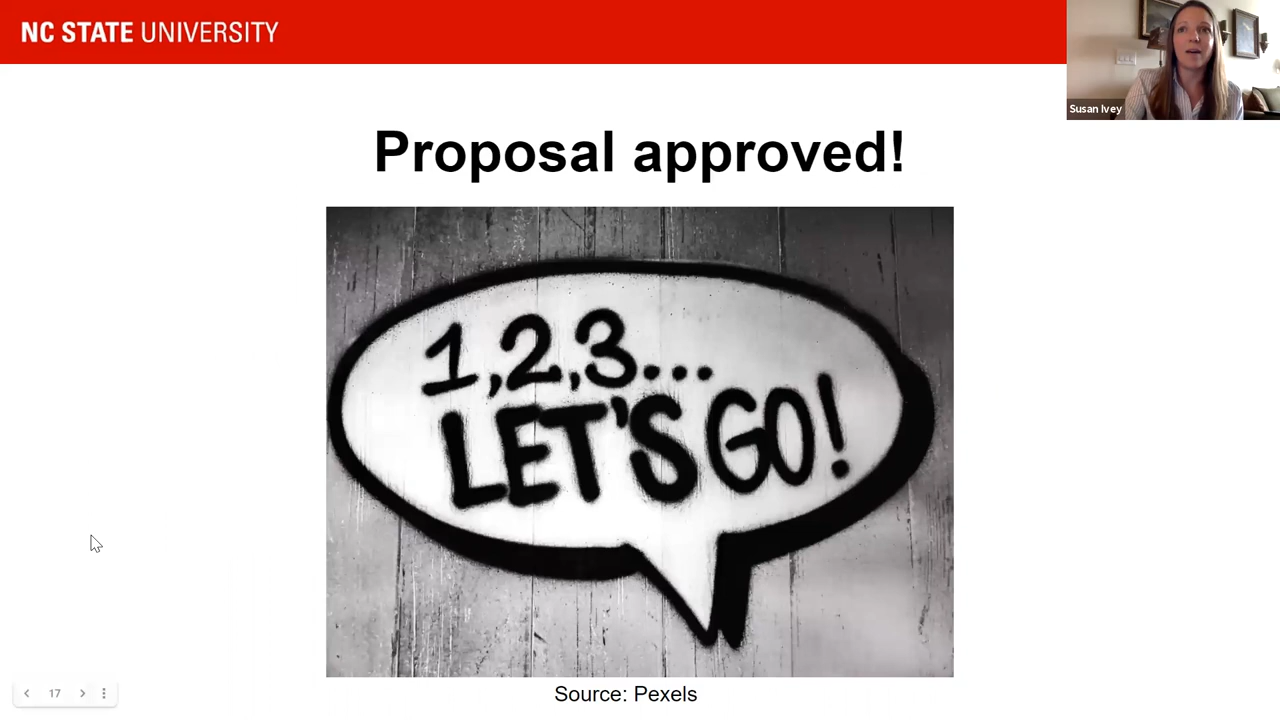 NC STATE UNIVERSITY
Susan Ivey
Proposal approved!
1,2,3...
LET'S GO!
Source: Pexels
17